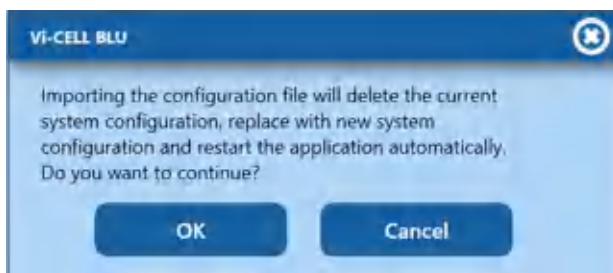 Vi-CELL BLU
Importing the configuration file will delete the current
system configuration, replace with new system
configuration and restart the application automatically.
Do you want to continue?
OK
Cancel